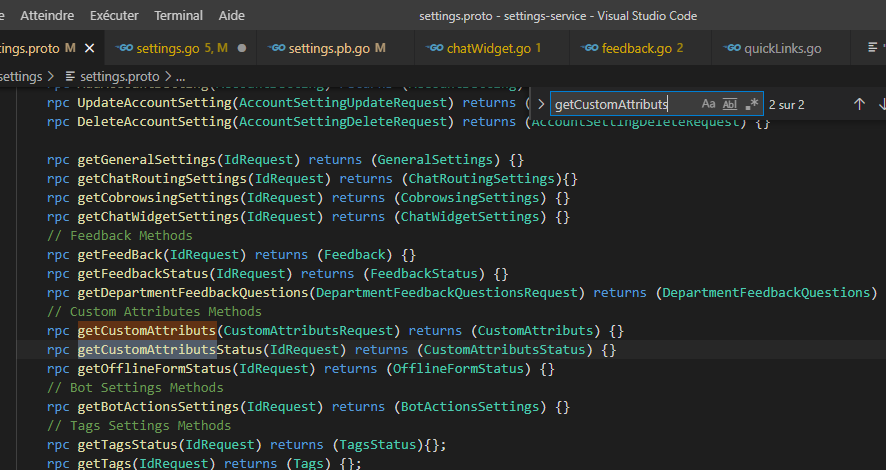 e Atteindre Exécuter Terminal Aide settings.proto - settings-service - Visual Studio Code
ings.proto M settings.go 5, M settings.pb.go M chatWidget.go 1 feedback.go 2 quickLinks.go
settings > settings.proto > ...
getCustomAttributs Aa Abl .* 2 sur 2
rpc UpdateAccountSetting(AccountSettingUpdateRequest) returns (
rpc DeleteAccountSetting(AccountSettingDeleteRequest) returns (AccountSettingDeleteRequest) {}
rpc getGeneralSettings(IdRequest) returns (GeneralSettings) {}
rpc getChatRoutingSettings(IdRequest) returns (ChatRoutingSettings){}
rpc getCobrowsingSettings(IdRequest) returns (CobrowsingSettings) {}
rpc getChatWidgetSettings(IdRequest) returns (ChatWidgetSettings) {}
// Feedback Methods
rpc getFeedBack(IdRequest) returns (Feedback) {}
rpc getFeedbackStatus(IdRequest) returns (FeedbackStatus) {}
rpc getDepartmentFeedbackQuestions(DepartmentFeedbackQuestionsRequest) returns (DepartmentFeedbackQuestions)
// Custom Attributes Methods
rpc getCustomAttributs(CustomAttributsRequest) returns (CustomAttributs) {}
rpc getCustomAttributsStatus(IdRequest) returns (CustomAttributsStatus) {}
rpc getOfflineFormStatus(IdRequest) returns (OfflineFormStatus) {}
// Bot Settings Methods
rpc getBotActionsSettings(IdRequest) returns (BotActionsSettings) {}
// Tags Settings Methods
rpc getTagsStatus(IdRequest) returns (TagsStatus){};
rpc getTags(IdRequest) returns (Tags) {};